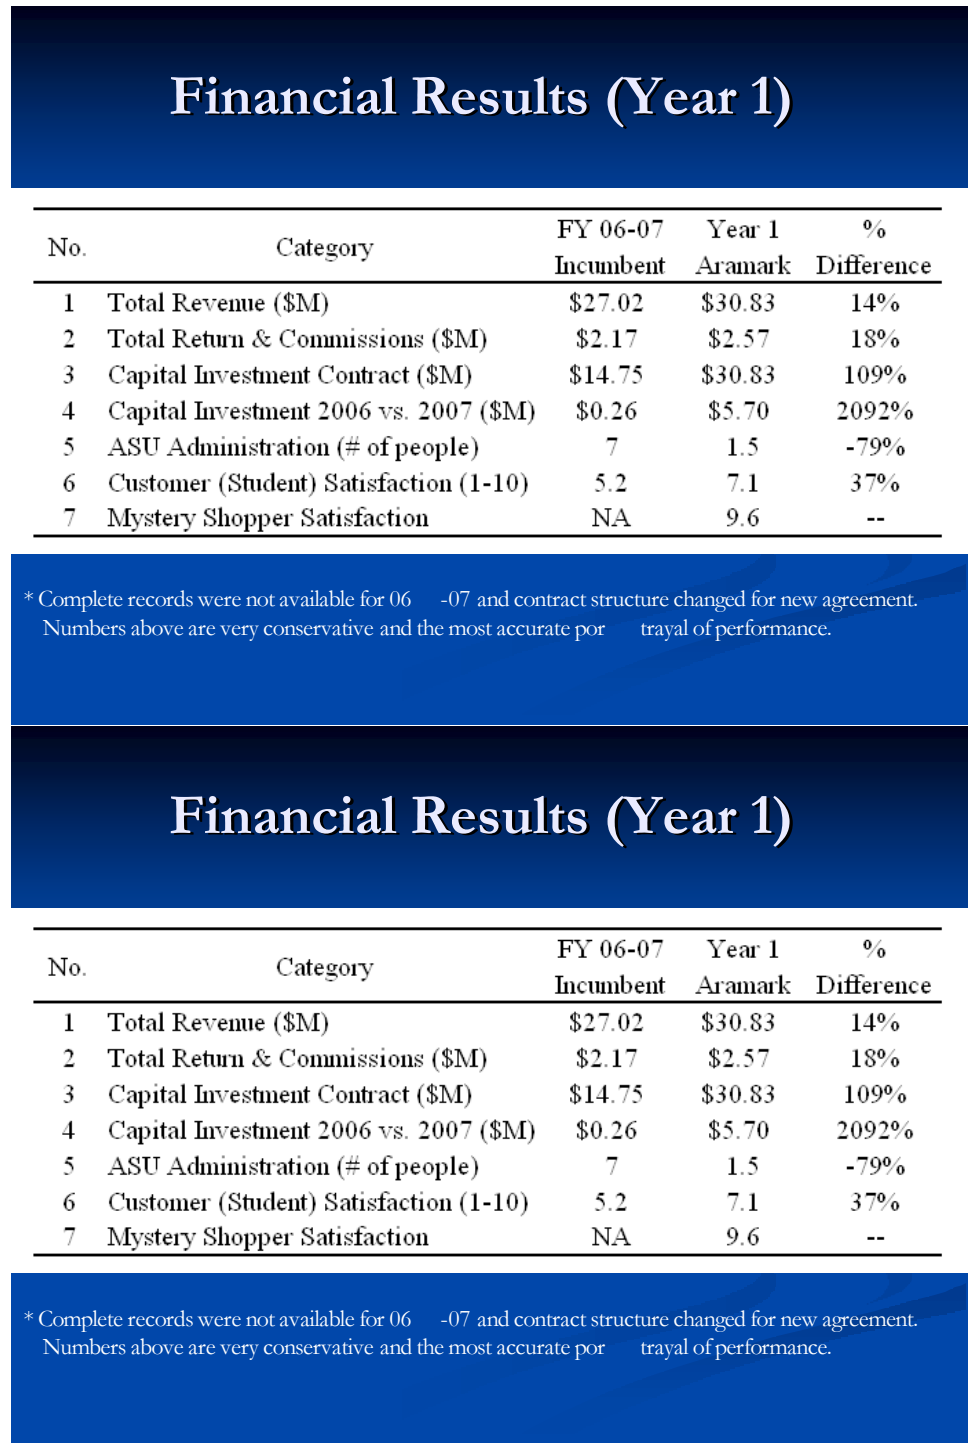 Financial Results (Year 1)
No. Category FY 06-07 Incumbent Year 1 Aramark % Difference
1 Total Revenue ($M) $27.02 $30.83 14%
2 Total Return & Commissions ($M) $2.17 $2.57 18%
3 Capital Investment Contract ($M) $14.75 $30.83 109%
4 Capital Investment 2006 vs. 2007 ($M) $0.26 $5.70 2092%
5 ASU Administration (# of people) 7 1.5 -79%
6 Customer (Student) Satisfaction (1-10) 5.2 7.1 37%
7 Mystery Shopper Satisfaction NA 9.6 --
* Complete records were not available for 06 -07 and contract structure changed for new agreement.
Numbers above are very conservative and the most accurate por trayal of performance.
Financial Results (Year 1)
No. Category FY 06-07 Incumbent Year 1 Aramark % Difference
1 Total Revenue ($M) $27.02 $30.83 14%
2 Total Return & Commissions ($M) $2.17 $2.57 18%
3 Capital Investment Contract ($M) $14.75 $30.83 109%
4 Capital Investment 2006 vs. 2007 ($M) $0.26 $5.70 2092%
5 ASU Administration (# of people) 7 1.5 -79%
6 Customer (Student) Satisfaction (1-10) 5.2 7.1 37%
7 Mystery Shopper Satisfaction NA 9.6 --
* Complete records were not available for 06 -07 and contract structure changed for new agreement.
Numbers above are very conservative and the most accurate por trayal of performance.